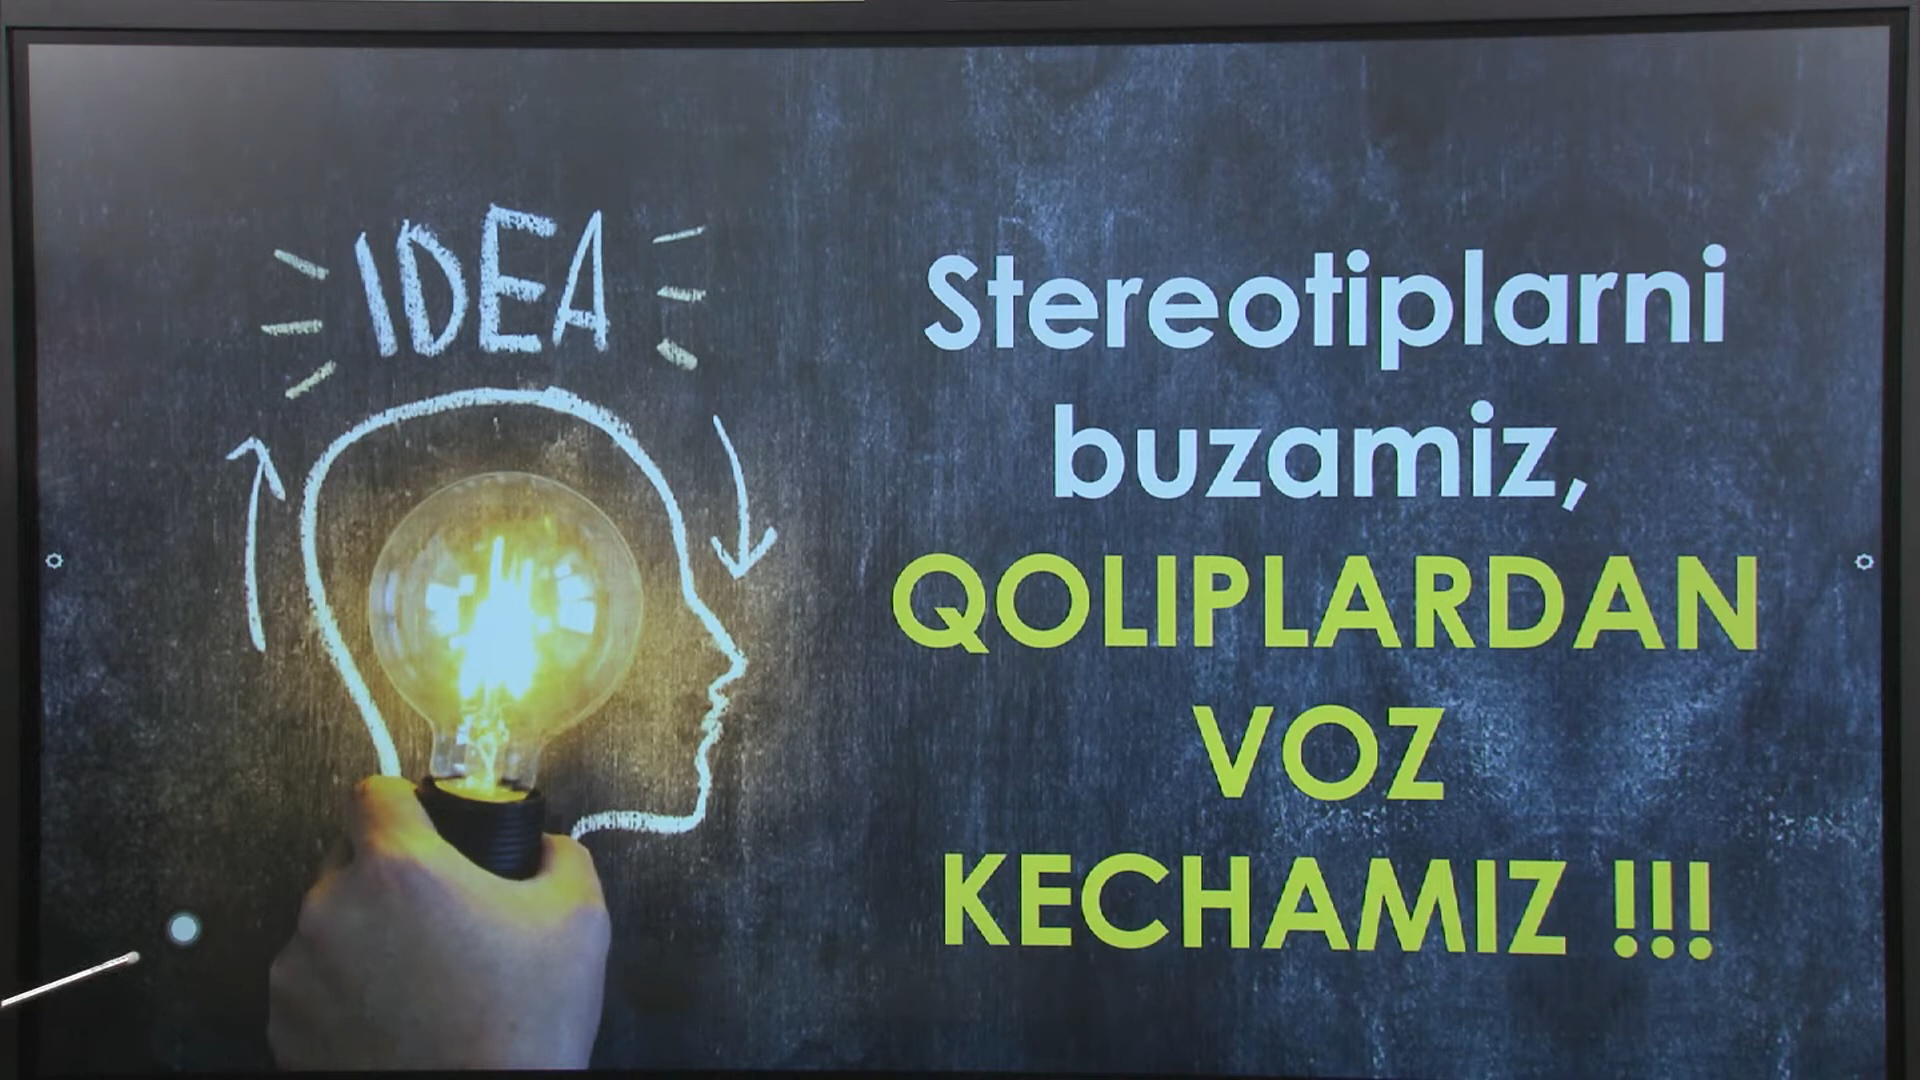 IDEA
Stereotiplarni
buzamiz,
QOLIPLARDAN
VOZ
KECHAMIZ !!!